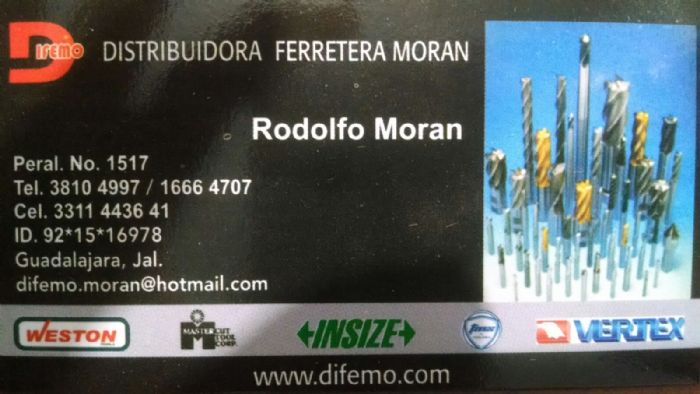 DIFEMO
DISTRIBUIDORA FERRETERA MORAN
Rodolfo Moran
Peral. No. 1517
Tel. 3810 4997 / 1666 4707
Cel. 3311 4436 41
ID. 92*15*16978
Guadalajara, Jal.
difemo.moran@hotmail.com
WESTON
MASTERCUT
TOOL
CORP.
INSIZE
VERTEX
www.difemo.com